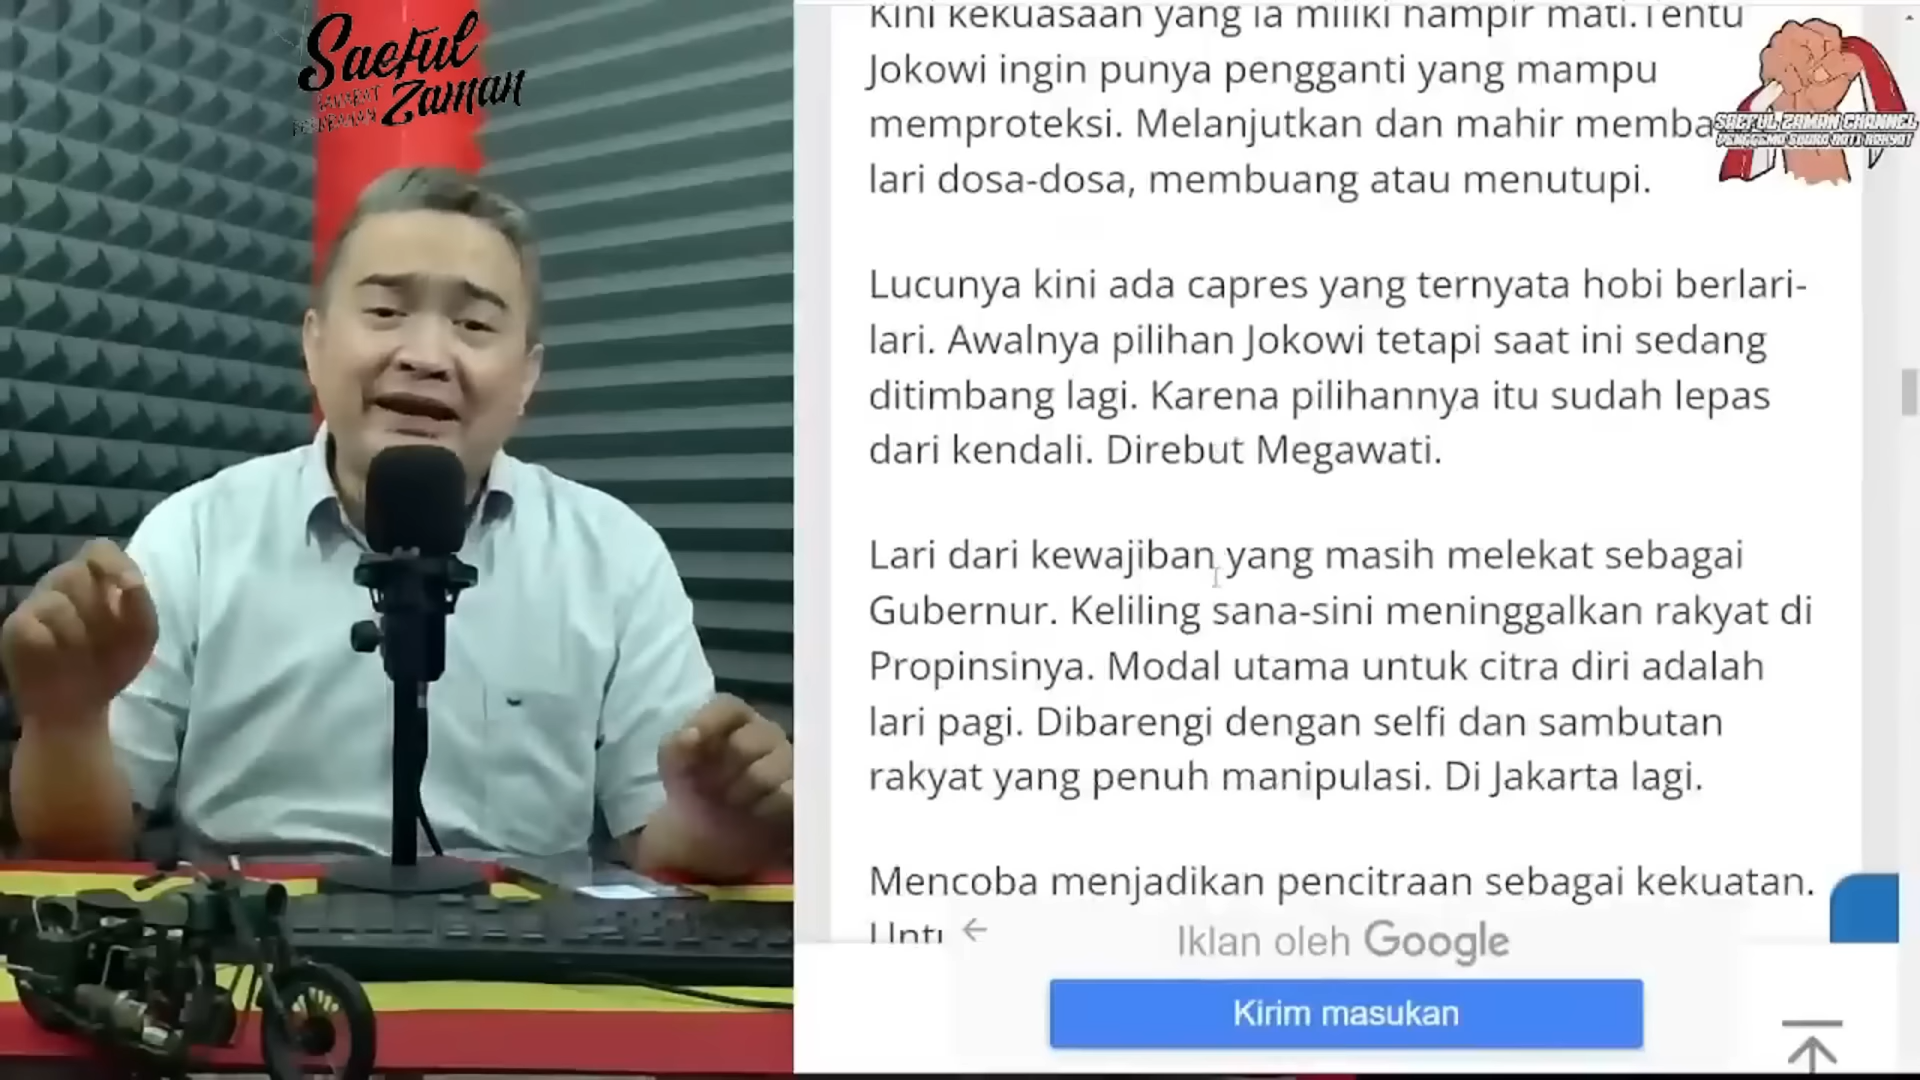 Saeful
Zaman
SAHABAT
Kini kekuasaan yang ia miliki hampir mati.Tentu
Jokowi ingin punya pengganti yang mampu
memproteksi. Melanjutkan dan mahir memba
lari dosa-dosa, membuang atau menutupi.
SAEFUL ZAMAN CHANNEL
PENGGEMA SUARA HATI RAKYAT
Lucunya kini ada capres yang ternyata hobi berlari-
lari. Awalnya pilihan Jokowi tetapi saat ini sedang
ditimbang lagi. Karena pilihannya itu sudah lepas
dari kendali. Direbut Megawati.
Lari dari kewajiban yang masih melekat sebagai
Gubernur. Keliling sana-sini meninggalkan rakyat di
Propinsinya. Modal utama untuk citra diri adalah
lari pagi. Dibarengi dengan selfi dan sambutan
rakyat yang penuh manipulasi. Di Jakarta lagi.
Mencoba menjadikan pencitraan sebagai kekuatan.
Iklan oleh Google
Kirim masukan